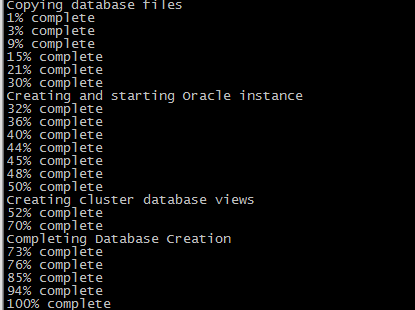 Copying database files
1% complete
3% complete
9% complete
15% complete
21% complete
30% complete
Creating and starting Oracle instance
32% complete
36% complete
40% complete
44% complete
45% complete
48% complete
50% complete
Creating cluster database views
52% complete
70% complete
Completing Database Creation
73% complete
76% complete
85% complete
94% complete
100% complete